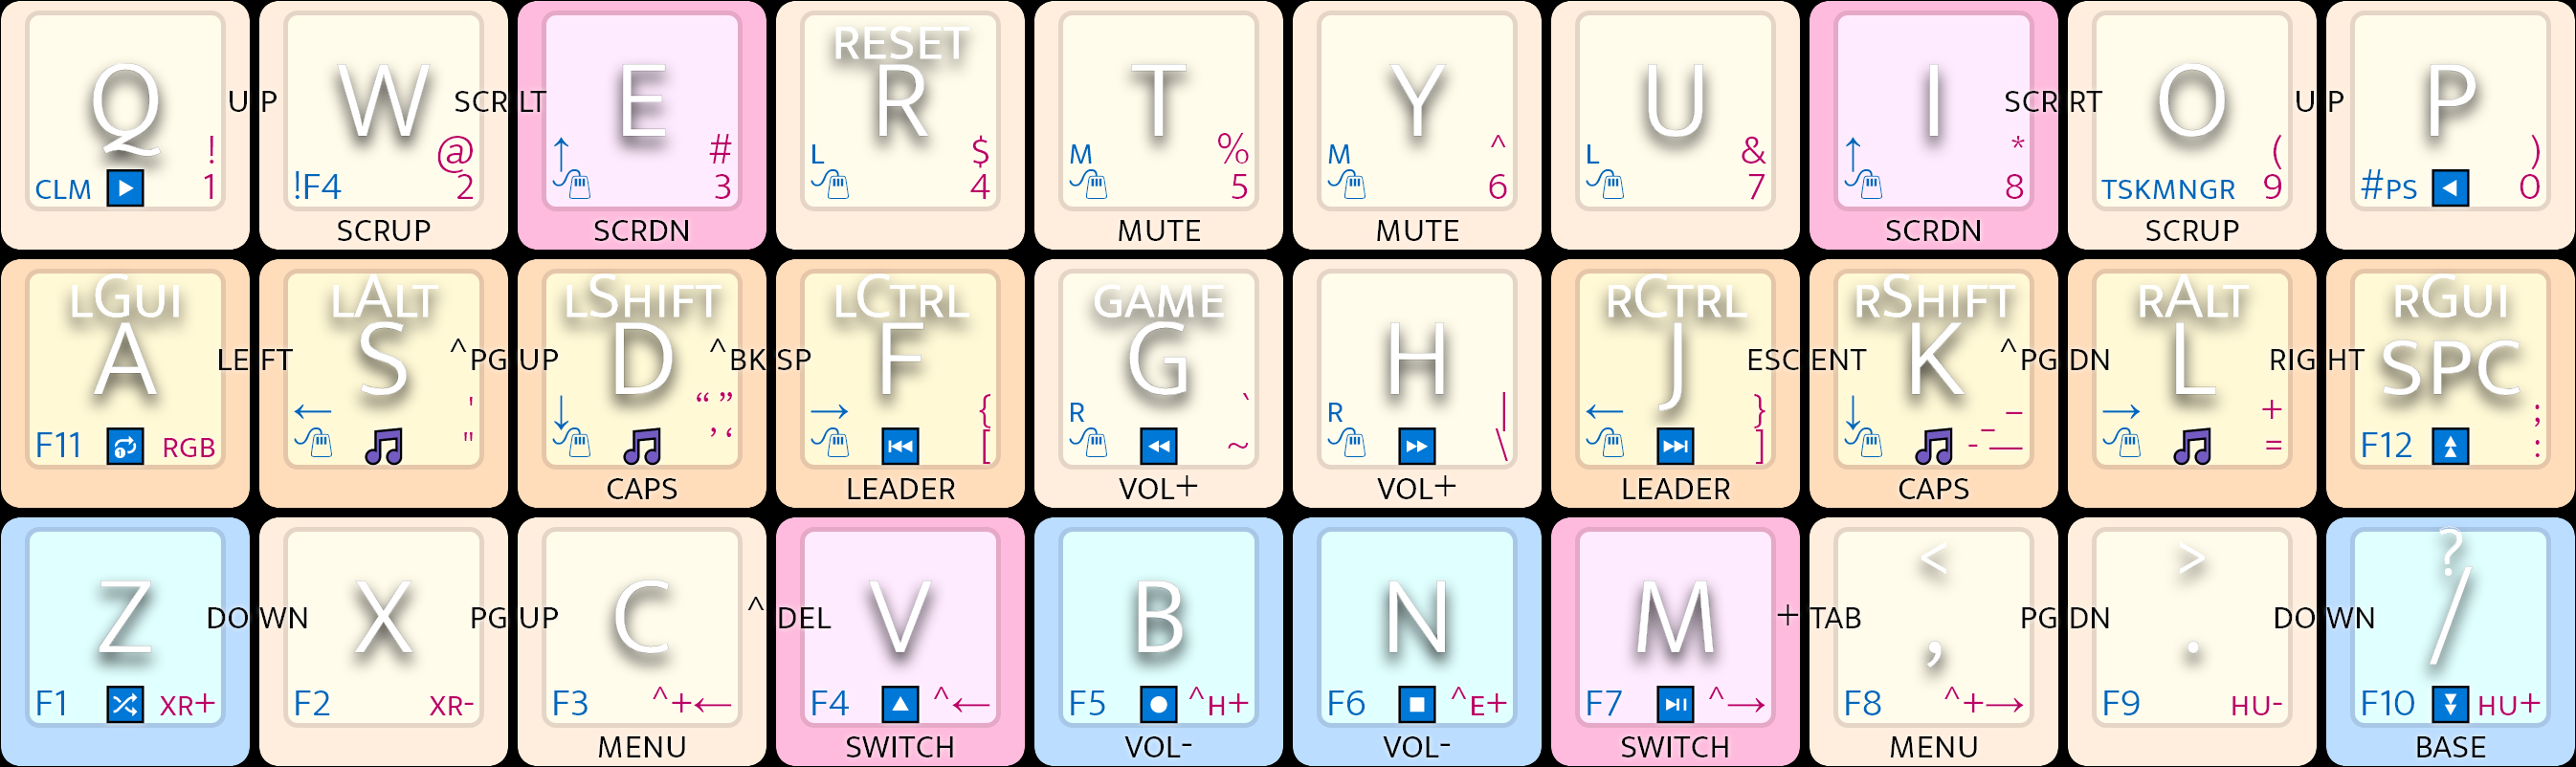 RESET
Q UP W SCRLT E R T Y U I SCRRT O UP P
! @ # $ % ^ & * ( )
L M M L
CLM 1 !F4 2 3 4 5 6 7 8 TSKMNGR 9 #PS 0
SCRUP SCRDN MUTE MUTE SCRDN SCRUP
LGUI LALT LSHIFT LCTRL GAME RCTRL RSHIFT RALT RGUI
A LEFT S ^PGUP D ^BKSP F G H J ESC ENT K ^PGDN L RIGHT SPC
← ' “ ” ↓ → { R ` R | ← } ↓ – _ → + ;
F11 RGB " ’ ‘ [ ~ \ ] - — = F12 :
CAPS LEADER VOL+ VOL+ LEADER CAPS
< > ?
Z DOWN X PGUP C ^DEL V B N M +TAB , PGDN . DOWN /
F1 XR+ F2 XR- F3 ^+← F4 ^← F5 ^H+ F6 ^E+ F7 ^→ F8 ^+→ F9 HU- F10 HU+
MENU SWITCH VOL- VOL- SWITCH MENU BASE